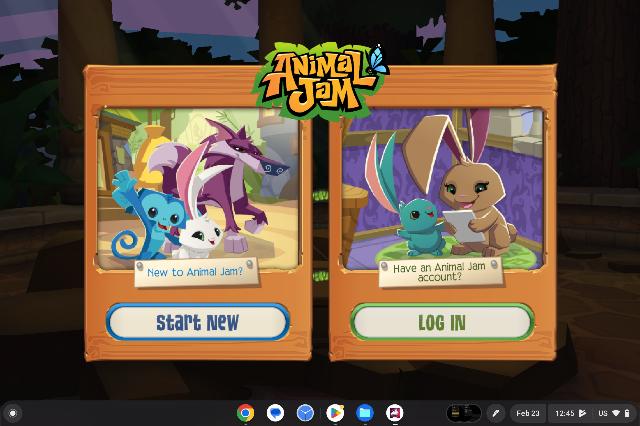 ANIMAL
JAM
New to Animal Jam?
Start New
Have an Animal Jam
account?
LOG IN
Feb 23
12:45
US